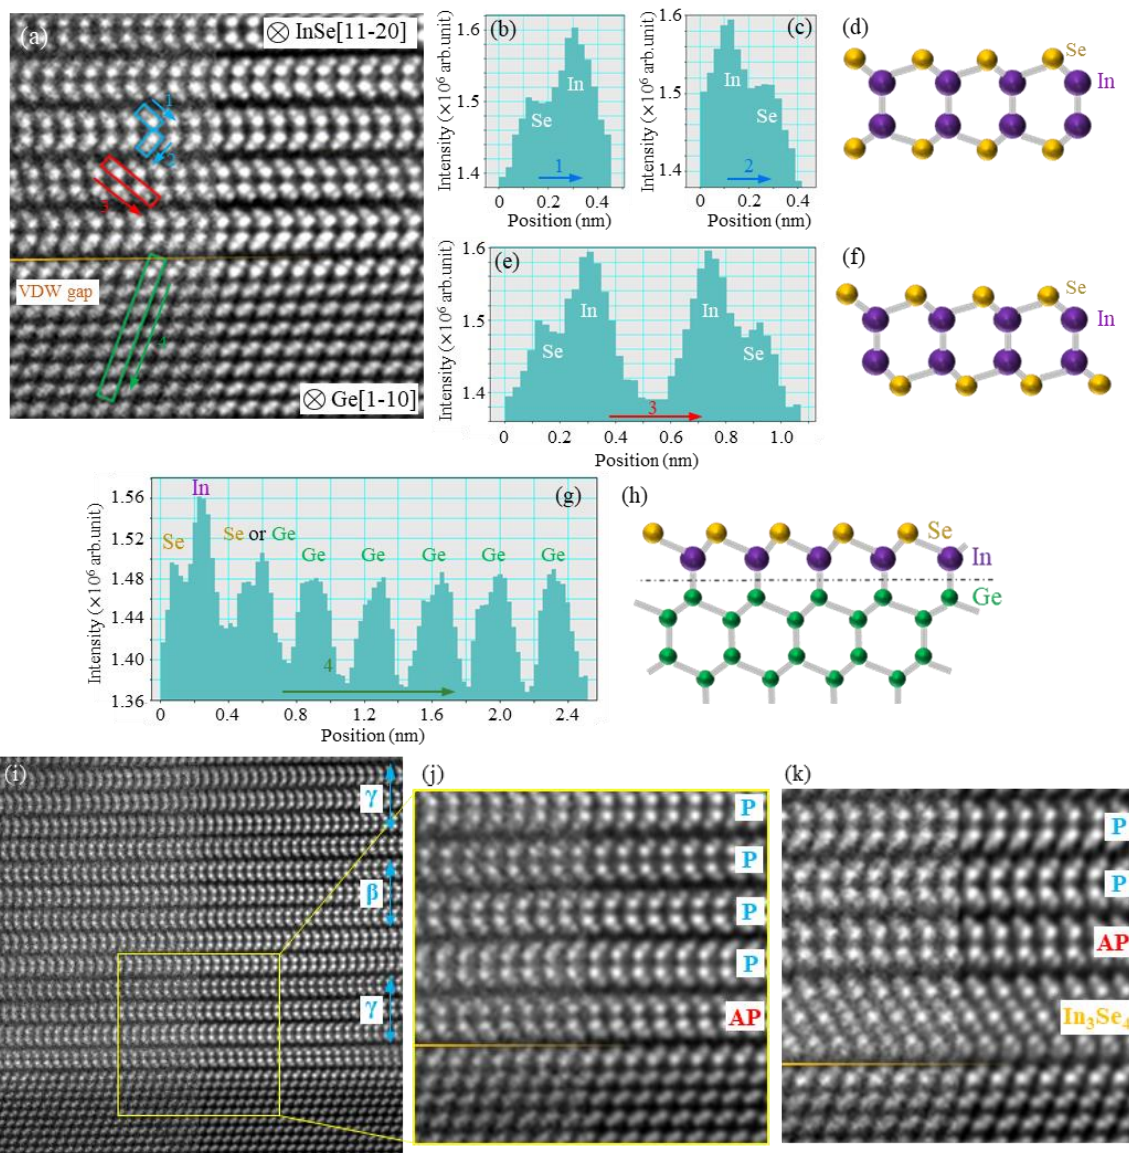 (a)
⊗ InSe[11-20]
1
2
3
VDW gap
4
⊗ Ge[1-10]
(b)
Intensity (×10⁶ arb.unit)
1.6
1.5
1.4
In
Se
1
0 0.2 0.4
Position (nm)
(c)
Intensity (×10⁶ arb.unit)
1.6
1.5
1.4
In
Se
2
0 0.2 0.4
Position (nm)
(d)
Se
In
(e)
Intensity (×10⁶ arb.unit)
1.6
1.5
1.4
In In
Se Se
3
0 0.2 0.4 0.6 0.8 1.0
Position (nm)
(f)
Se
In
(g)
Intensity (×10⁶ arb.unit)
1.56
1.52
1.48
1.44
1.40
1.36
In
Se Se or Ge
Ge Ge Ge Ge Ge
4
0.0 0.4 0.8 1.2 1.6 2.0 2.4
Position (nm)
(h)
Se
In
Ge
(i)
γ
β
γ
(j)
P
P
P
P
AP
(k)
P
P
AP
In₃Se₄